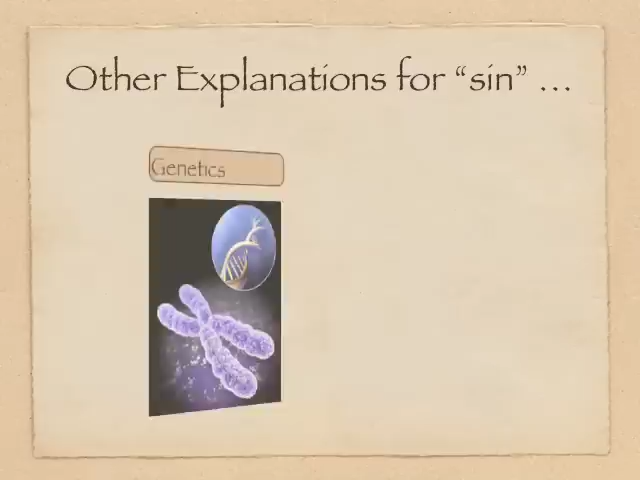 Other Explanations for “sin” …
Genetics